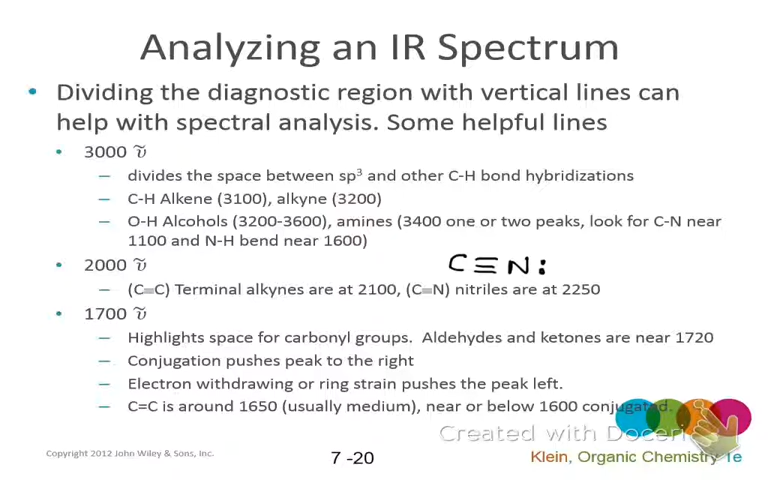 Analyzing an IR Spectrum
• Dividing the diagnostic region with vertical lines can
help with spectral analysis. Some helpful lines
• 3000 ṽ
– divides the space between sp³ and other C-H bond hybridizations
– C-H Alkene (3100), alkyne (3200)
– O-H Alcohols (3200-3600), amines (3400 one or two peaks, look for C-N near
1100 and N-H bend near 1600)
• 2000 ṽ
C≡N:
– (C≡C) Terminal alkynes are at 2100, (C≡N) nitriles are at 2250
• 1700 ṽ
– Highlights space for carbonyl groups. Aldehydes and ketones are near 1720
– Conjugation pushes peak to the right
– Electron withdrawing or ring strain pushes the peak left.
– C=C is around 1650 (usually medium), near or below 1600 conjugated.
Created with Doceri
Copyright 2012 John Wiley & Sons, Inc.
7 -20
Klein, Organic Chemistry 1e